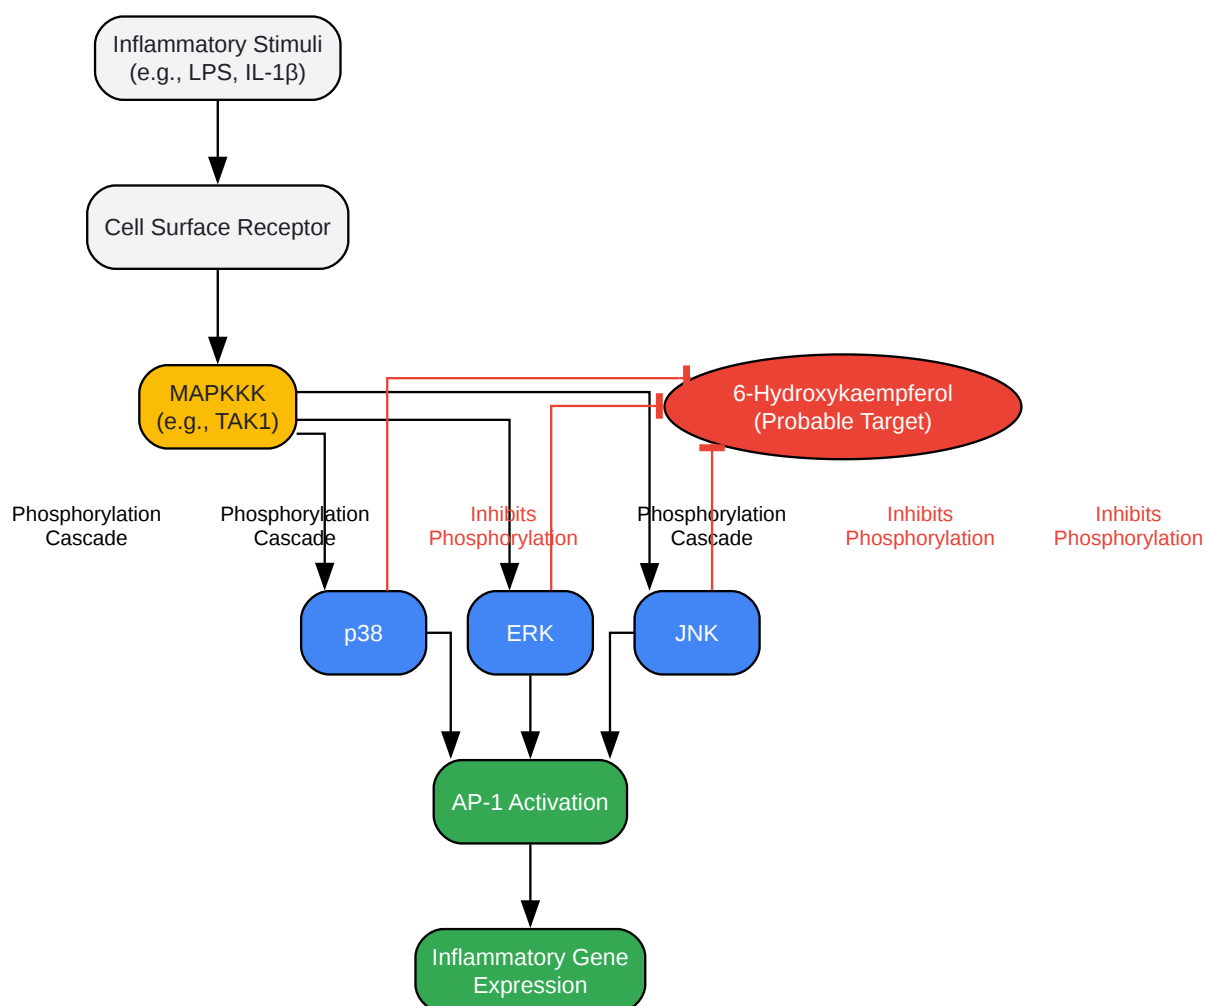 Inflammatory Stimuli
(e.g., LPS, IL-1β)
Cell Surface Receptor
MAPKKK
(e.g., TAK1)
6-Hydroxykaempferol
(Probable Target)
Phosphorylation
Cascade
Phosphorylation
Cascade
Inhibits
Phosphorylation
Phosphorylation
Cascade
Inhibits
Phosphorylation
Inhibits
Phosphorylation
p38
ERK
JNK
AP-1 Activation
Inflammatory Gene
Expression